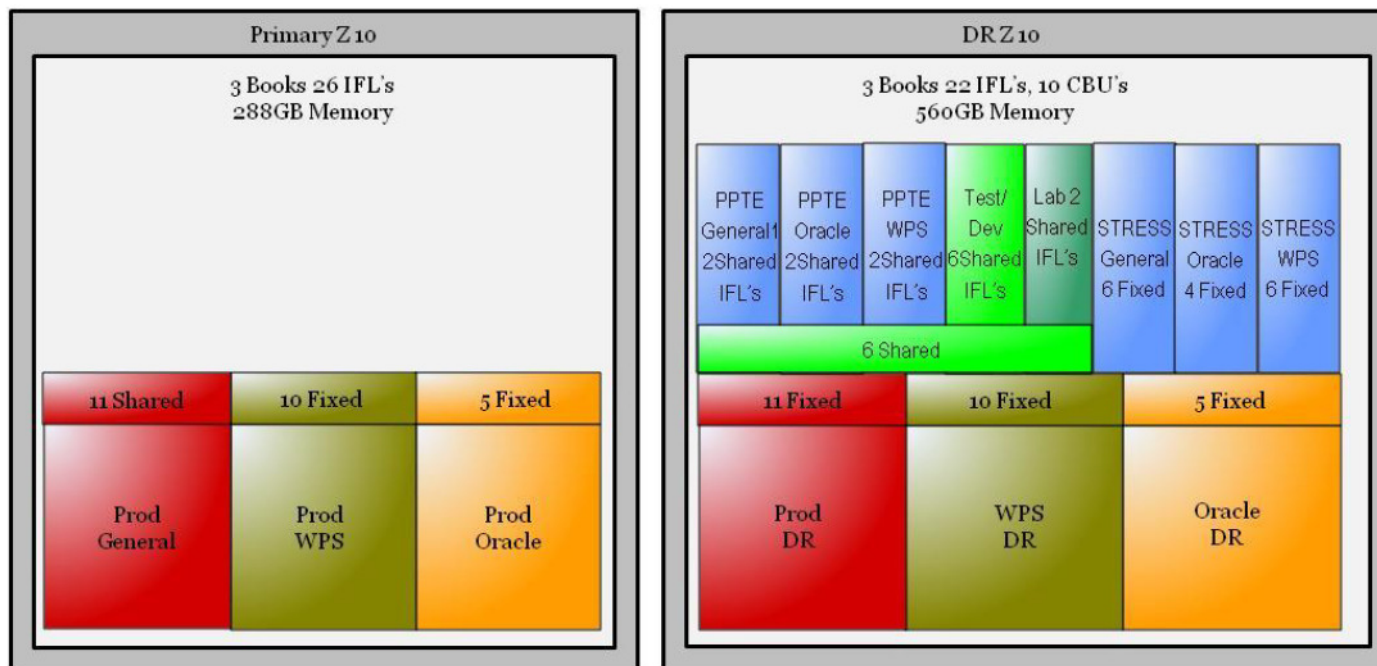 Primary Z 10
3 Books 26 IFL's
288GB Memory
11 Shared
10 Fixed
5 Fixed
Prod
General
Prod
WPS
Prod
Oracle
DR Z 10
3 Books 22 IFL's, 10 CBU's
560GB Memory
PPTE
General1
2Shared
IFL's
PPTE
Oracle
2Shared
IFL's
PPTE
WPS
2Shared
IFL's
Test/
Dev
6Shared
IFL's
Lab 2
Shared
IFL's
STRESS
General
6 Fixed
STRESS
Oracle
4 Fixed
STRESS
WPS
6 Fixed
6 Shared
11 Fixed
10 Fixed
5 Fixed
Prod
DR
WPS
DR
Oracle
DR